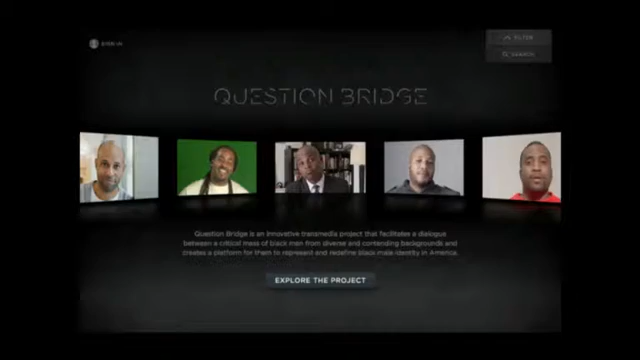 SIGN IN
FILTER
SEARCH
QUESTION BRIDGE
Question Bridge is an innovative transmedia project that facilitates a dialogue
between a critical mass of black men from diverse and contending backgrounds and
creates a platform for them to represent and redefine black male identity in America.
EXPLORE THE PROJECT